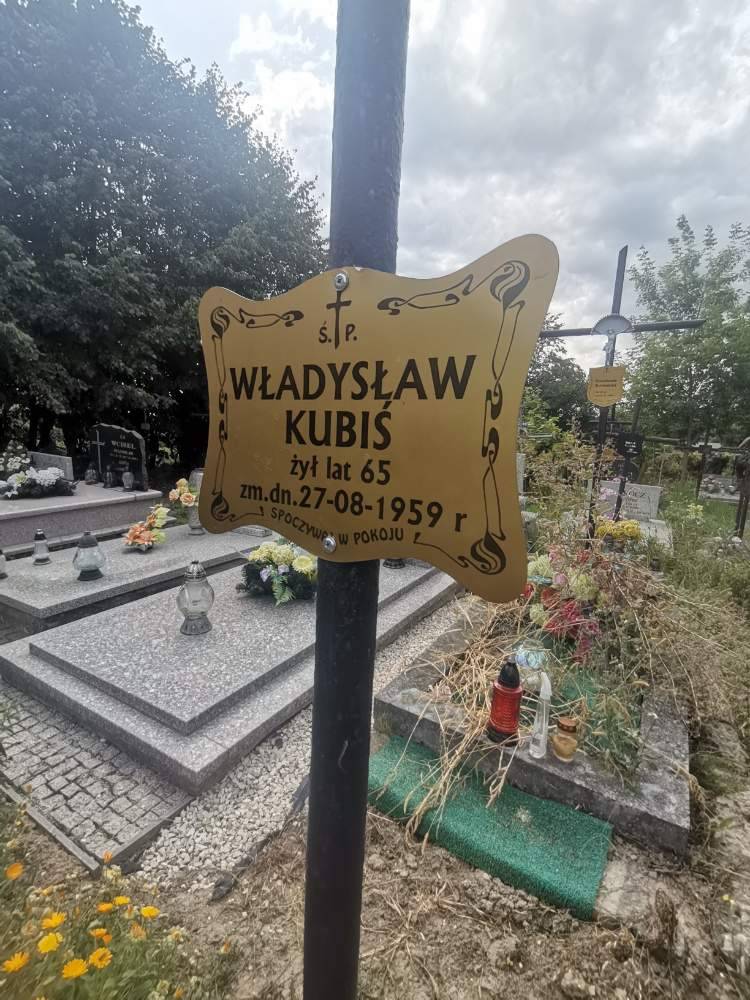 Ś. P.
WŁADYSŁAW
KUBIŚ
żył lat 65
zm.dn.27-08-1959 r
SPOCZYWAJ W POKOJU